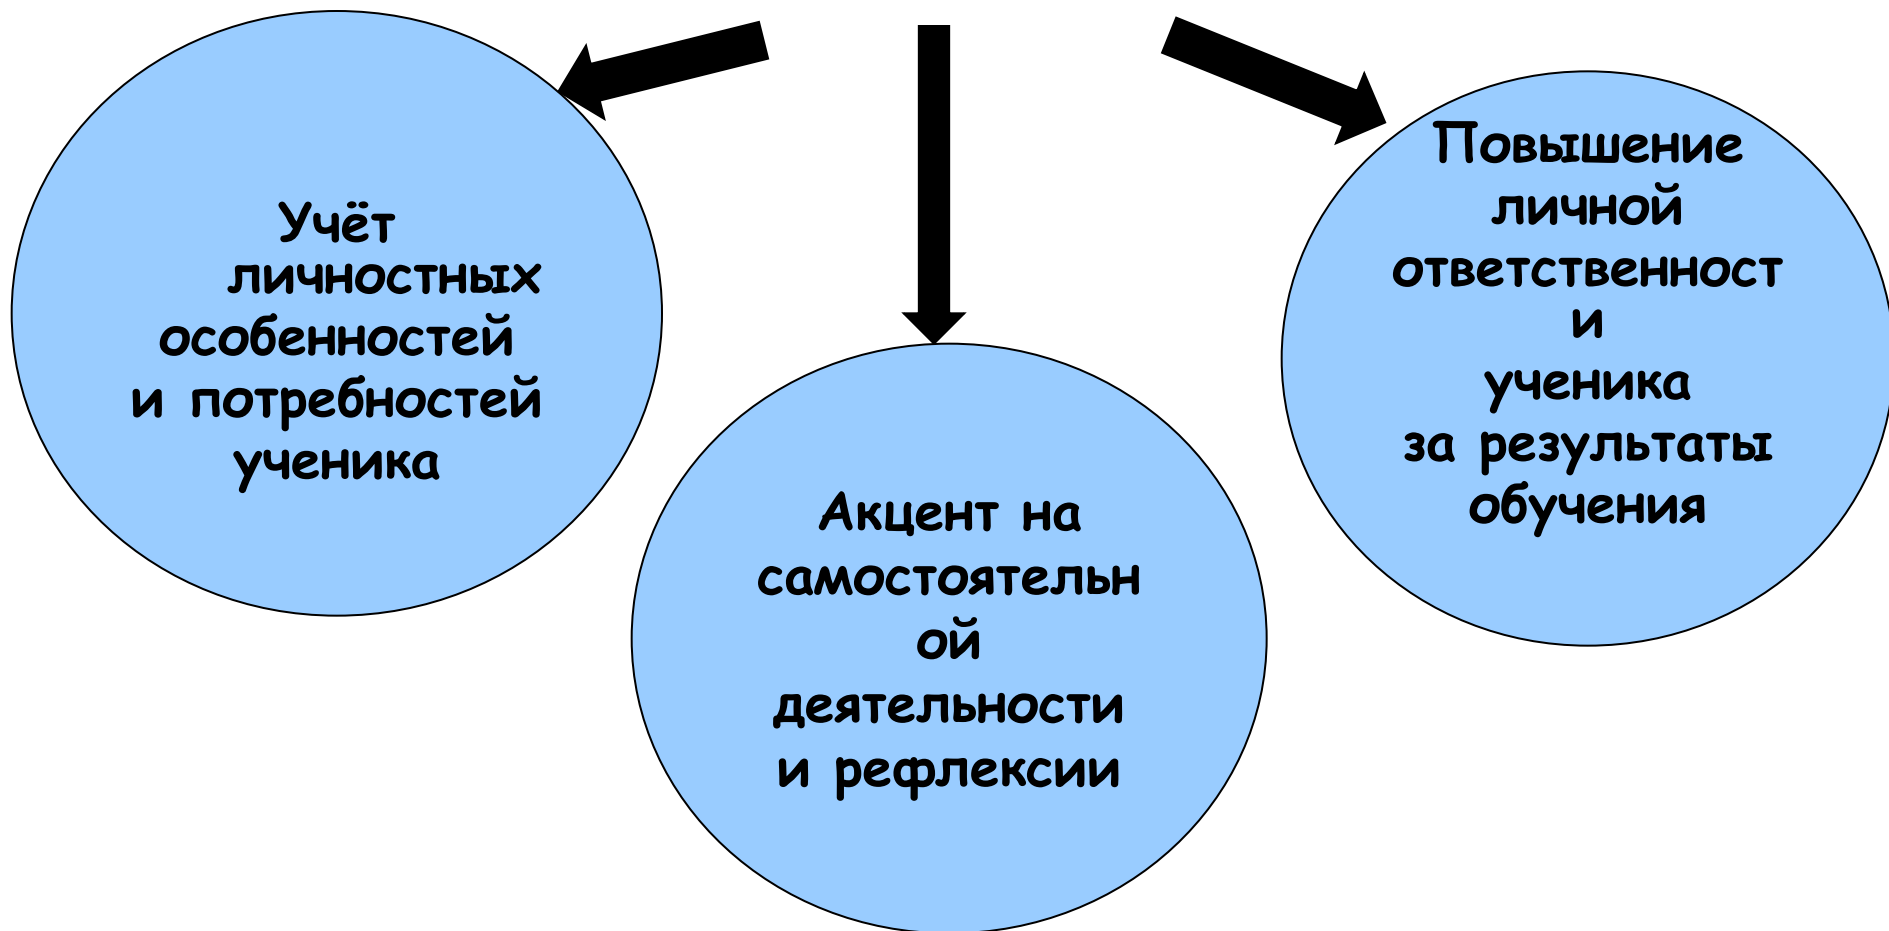 Учёт
личностных
особенностей
и потребностей
ученика
Акцент на
самостоятельн
ой
деятельности
и рефлексии
Повышение
личной
ответственност
и
ученика
за результаты
обучения